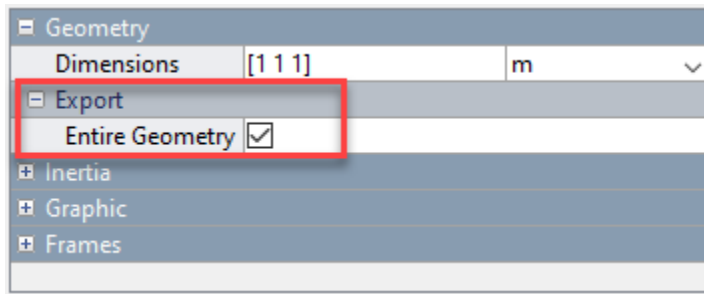 Geometry
Dimensions [1 1 1] m
Export
Entire Geometry
Inertia
Graphic
Frames